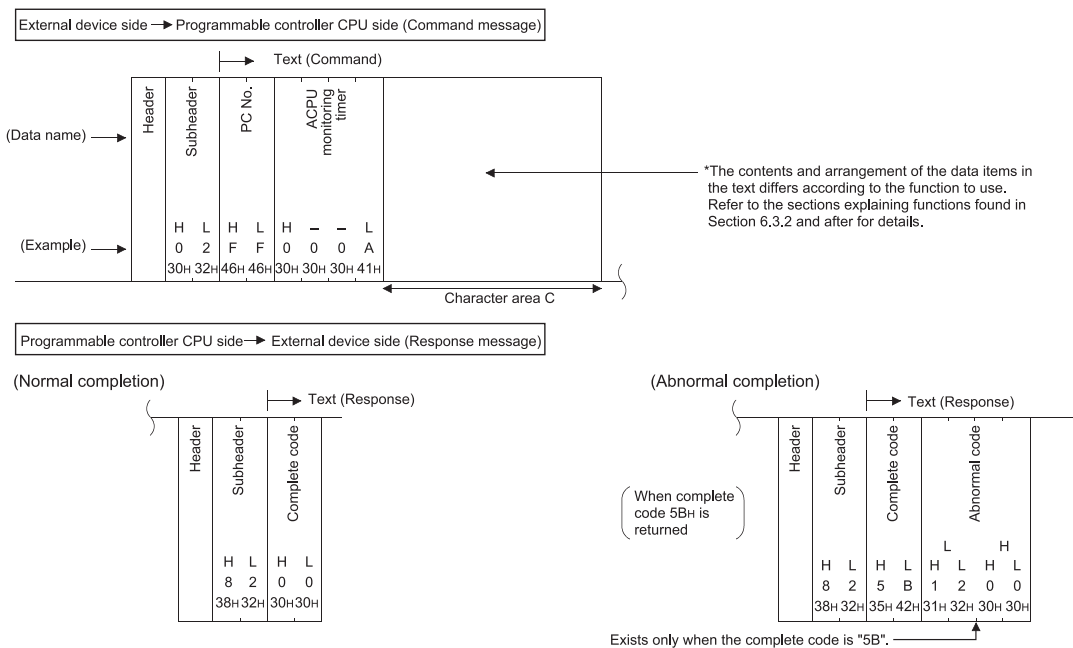 External device side → Programmable controller CPU side (Command message)
Text (Command)
(Data name)
Header
Subheader
PC No.
ACPU monitoring timer
*The contents and arrangement of the data items in
the text differs according to the function to use.
Refer to the sections explaining functions found in
Section 6.3.2 and after for details.
H L H L H – – L
(Example)
0 2 F F 0 0 0 A
30H 32H 46H 46H 30H 30H 30H 41H
Character area C
Programmable controller CPU side → External device side (Response message)
(Normal completion)
Text (Response)
Header
Subheader
Complete code
H L H L
8 2 0 0
38H 32H 30H 30H
(Abnormal completion)
Text (Response)
When complete
code 5BH is
returned
Header
Subheader
Complete code
Abnormal code
L H
H L H L H L H L
8 2 5 B 1 2 0 0
38H 32H 35H 42H 31H 32H 30H 30H
Exists only when the complete code is "5B".